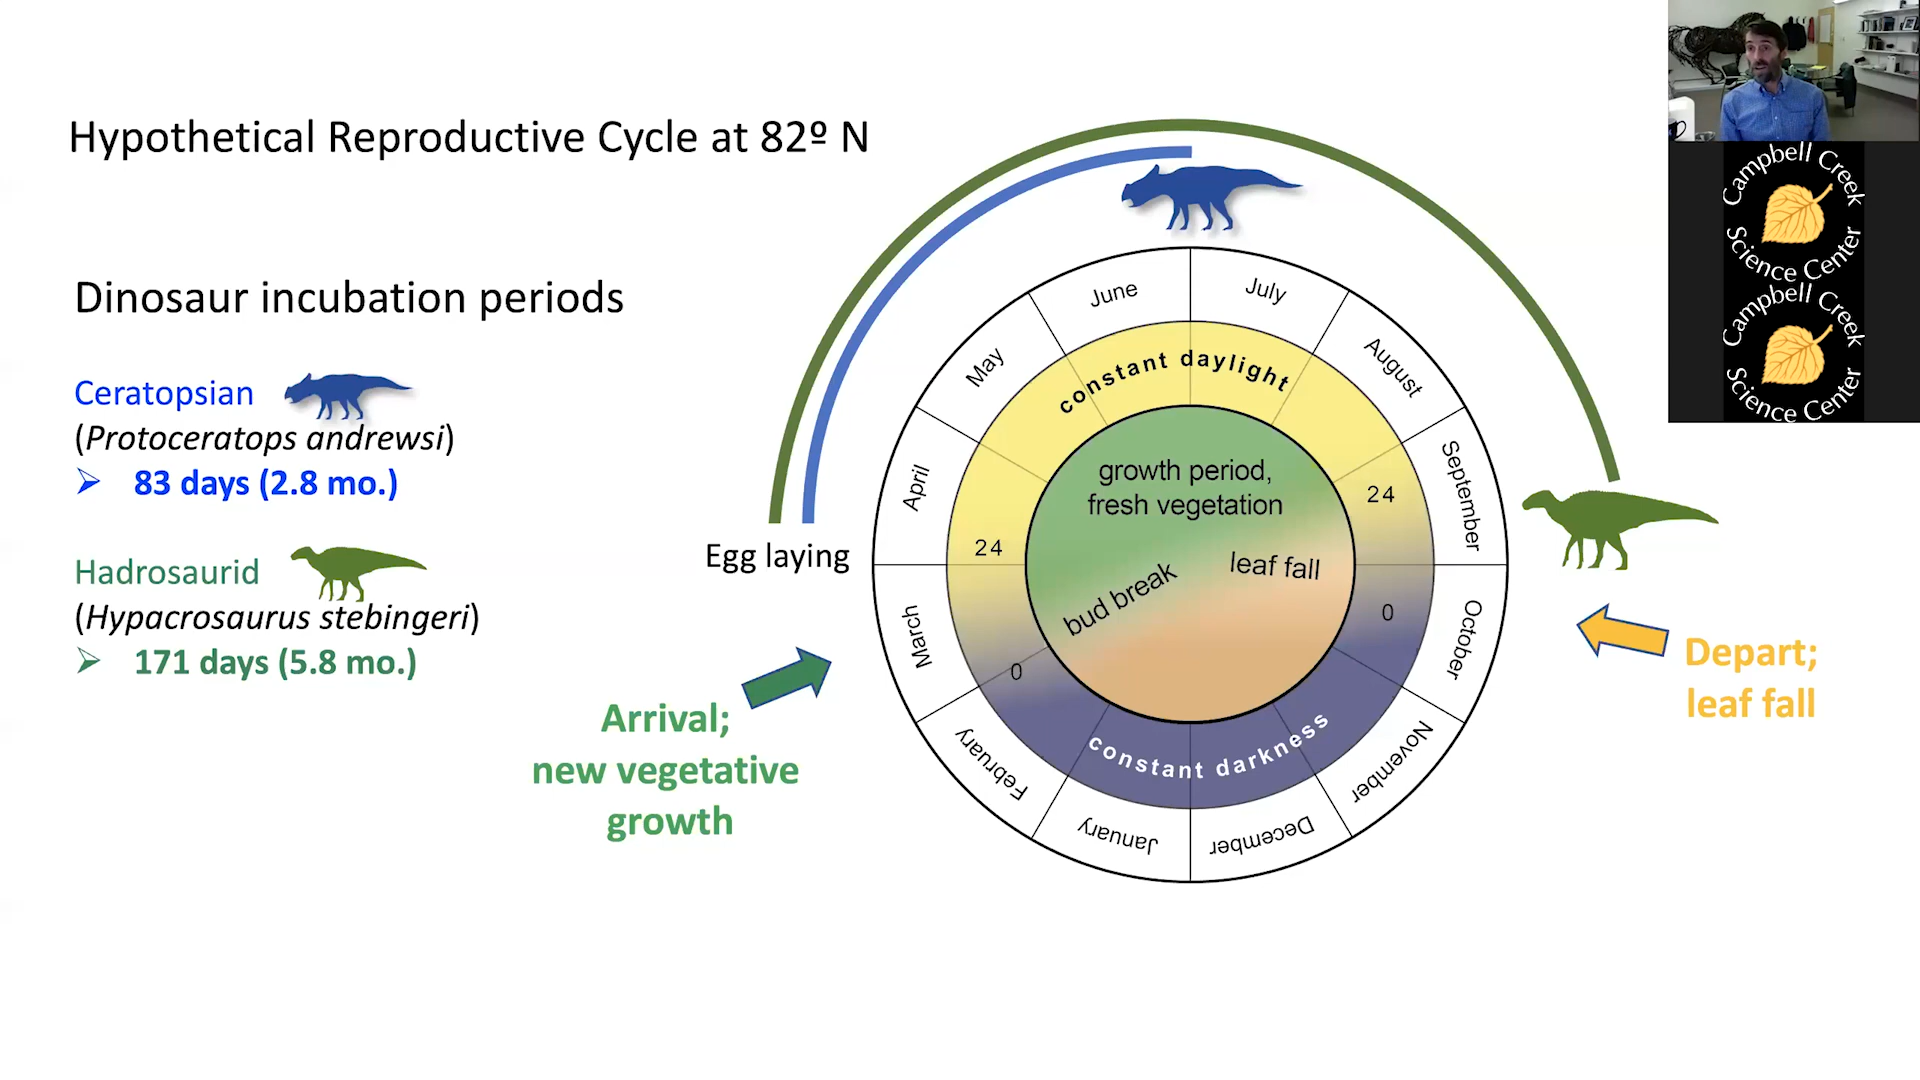 Hypothetical Reproductive Cycle at 82º N
Dinosaur incubation periods
Ceratopsian
(Protoceratops andrewsi)
➢ 83 days (2.8 mo.)
Hadrosaurid
(Hypacrosaurus stebingeri)
➢ 171 days (5.8 mo.)
Egg laying
Arrival;
new vegetative
growth
Depart;
leaf fall
January
February
March
April
May
June
July
August
September
October
November
December
constant daylight
24
24
0
0
constant darkness
growth period,
fresh vegetation
bud break
leaf fall
Campbell Creek
Science Center
Campbell Creek
Science Center